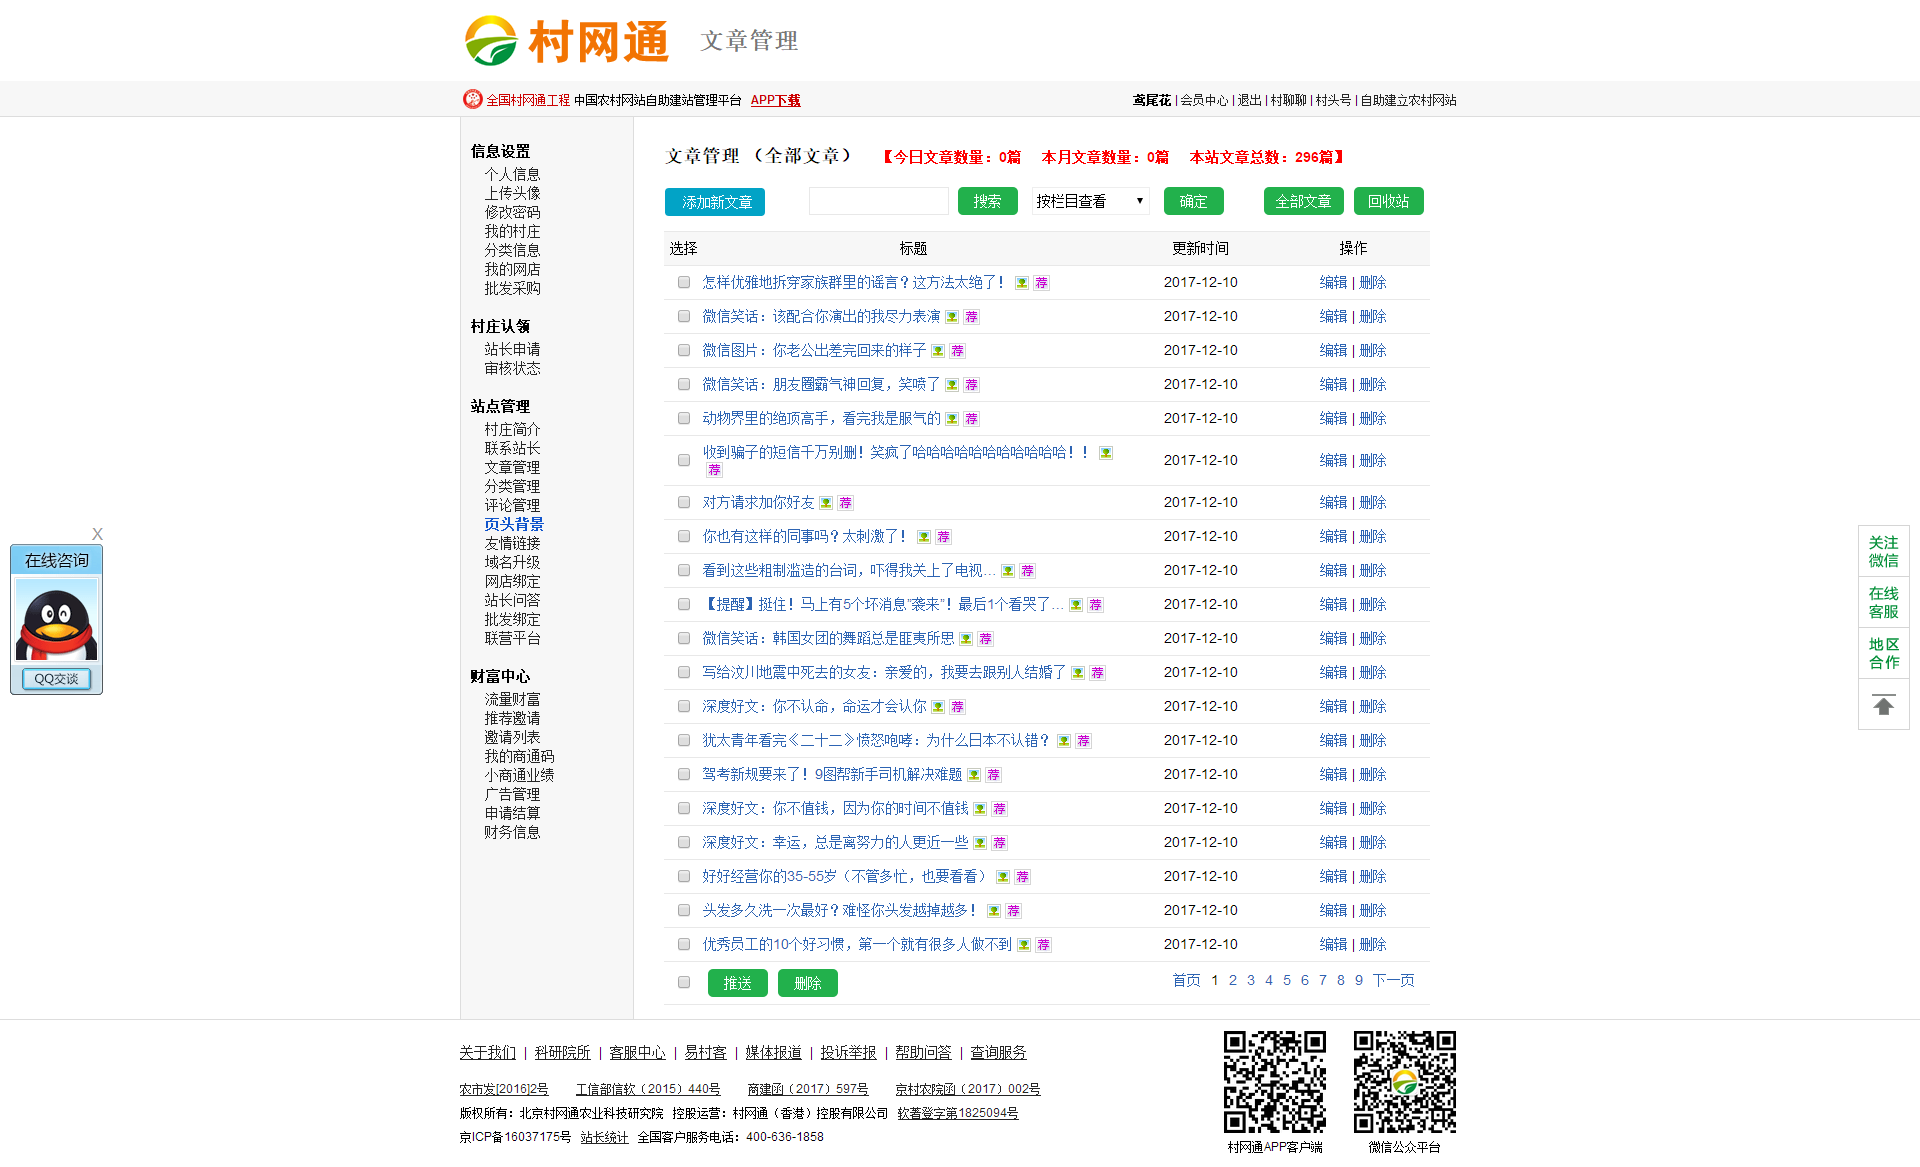 村网通 文章管理
全国村网通工程 中国农村网站自助建站管理平台 APP下载
鸢尾花 | 会员中心 | 退出 | 村聊聊 | 村头号 | 自助建立农村网站
信息设置
个人信息
上传头像
修改密码
我的村庄
分类信息
我的网店
批发采购
村庄认领
站长申请
审核状态
站点管理
村庄简介
联系站长
文章管理
分类管理
评论管理
页头背景
友情链接
域名升级
网店绑定
站长问答
批发绑定
联营平台
财富中心
流量财富
推荐邀请
邀请列表
我的商通码
小商通业绩
广告管理
申请结算
财务信息
文章管理 （全部文章） 【今日文章数量：0篇 本月文章数量：0篇 本站文章总数：296篇】
添加新文章 搜索 按栏目查看 ▼ 确定 全部文章 回收站
选择 标题 更新时间 操作
怎样优雅地拆穿家族群里的谣言？这方法太绝了！ 荐 2017-12-10 编辑 | 删除
微信笑话：该配合你演出的我尽力表演 荐 2017-12-10 编辑 | 删除
微信图片：你老公出差完回来的样子 荐 2017-12-10 编辑 | 删除
微信笑话：朋友圈霸气神回复，笑喷了 荐 2017-12-10 编辑 | 删除
动物界里的绝顶高手，看完我是服气的 荐 2017-12-10 编辑 | 删除
收到骗子的短信千万别删！笑疯了哈哈哈哈哈哈哈哈哈哈哈！！
荐 2017-12-10 编辑 | 删除
对方请求加你好友 荐 2017-12-10 编辑 | 删除
你也有这样的同事吗？太刺激了！ 荐 2017-12-10 编辑 | 删除
看到这些粗制滥造的台词，吓得我关上了电视… 荐 2017-12-10 编辑 | 删除
【提醒】挺住！马上有5个坏消息"袭来"！最后1个看哭了… 荐 2017-12-10 编辑 | 删除
微信笑话：韩国女团的舞蹈总是匪夷所思 荐 2017-12-10 编辑 | 删除
写给汶川地震中死去的女友：亲爱的，我要去跟别人结婚了 荐 2017-12-10 编辑 | 删除
深度好文：你不认命，命运才会认你 荐 2017-12-10 编辑 | 删除
犹太青年看完《二十二》愤怒咆哮：为什么日本不认错？ 荐 2017-12-10 编辑 | 删除
驾考新规要来了！9图帮新手司机解决难题 荐 2017-12-10 编辑 | 删除
深度好文：你不值钱，因为你的时间不值钱 荐 2017-12-10 编辑 | 删除
深度好文：幸运，总是离努力的人更近一些 荐 2017-12-10 编辑 | 删除
好好经营你的35-55岁（不管多忙，也要看看） 荐 2017-12-10 编辑 | 删除
头发多久洗一次最好？难怪你头发越掉越多！ 荐 2017-12-10 编辑 | 删除
优秀员工的10个好习惯，第一个就有很多人做不到 荐 2017-12-10 编辑 | 删除
推送 删除 首页 1 2 3 4 5 6 7 8 9 下一页
X
在线咨询
QQ交谈
关注
微信
在线
客服
地区
合作
关于我们 | 科研院所 | 客服中心 | 易村客 | 媒体报道 | 投诉举报 | 帮助问答 | 查询服务
农市发[2016]2号 工信部信软（2015）440号 商建函（2017）597号 京村农院函（2017）002号
版权所有：北京村网通农业科技研究院 控股运营：村网通（香港）控股有限公司 软著登字第1825094号
京ICP备16037175号 站长统计 全国客户服务电话：400-636-1858
村网通APP客户端 微信公众平台